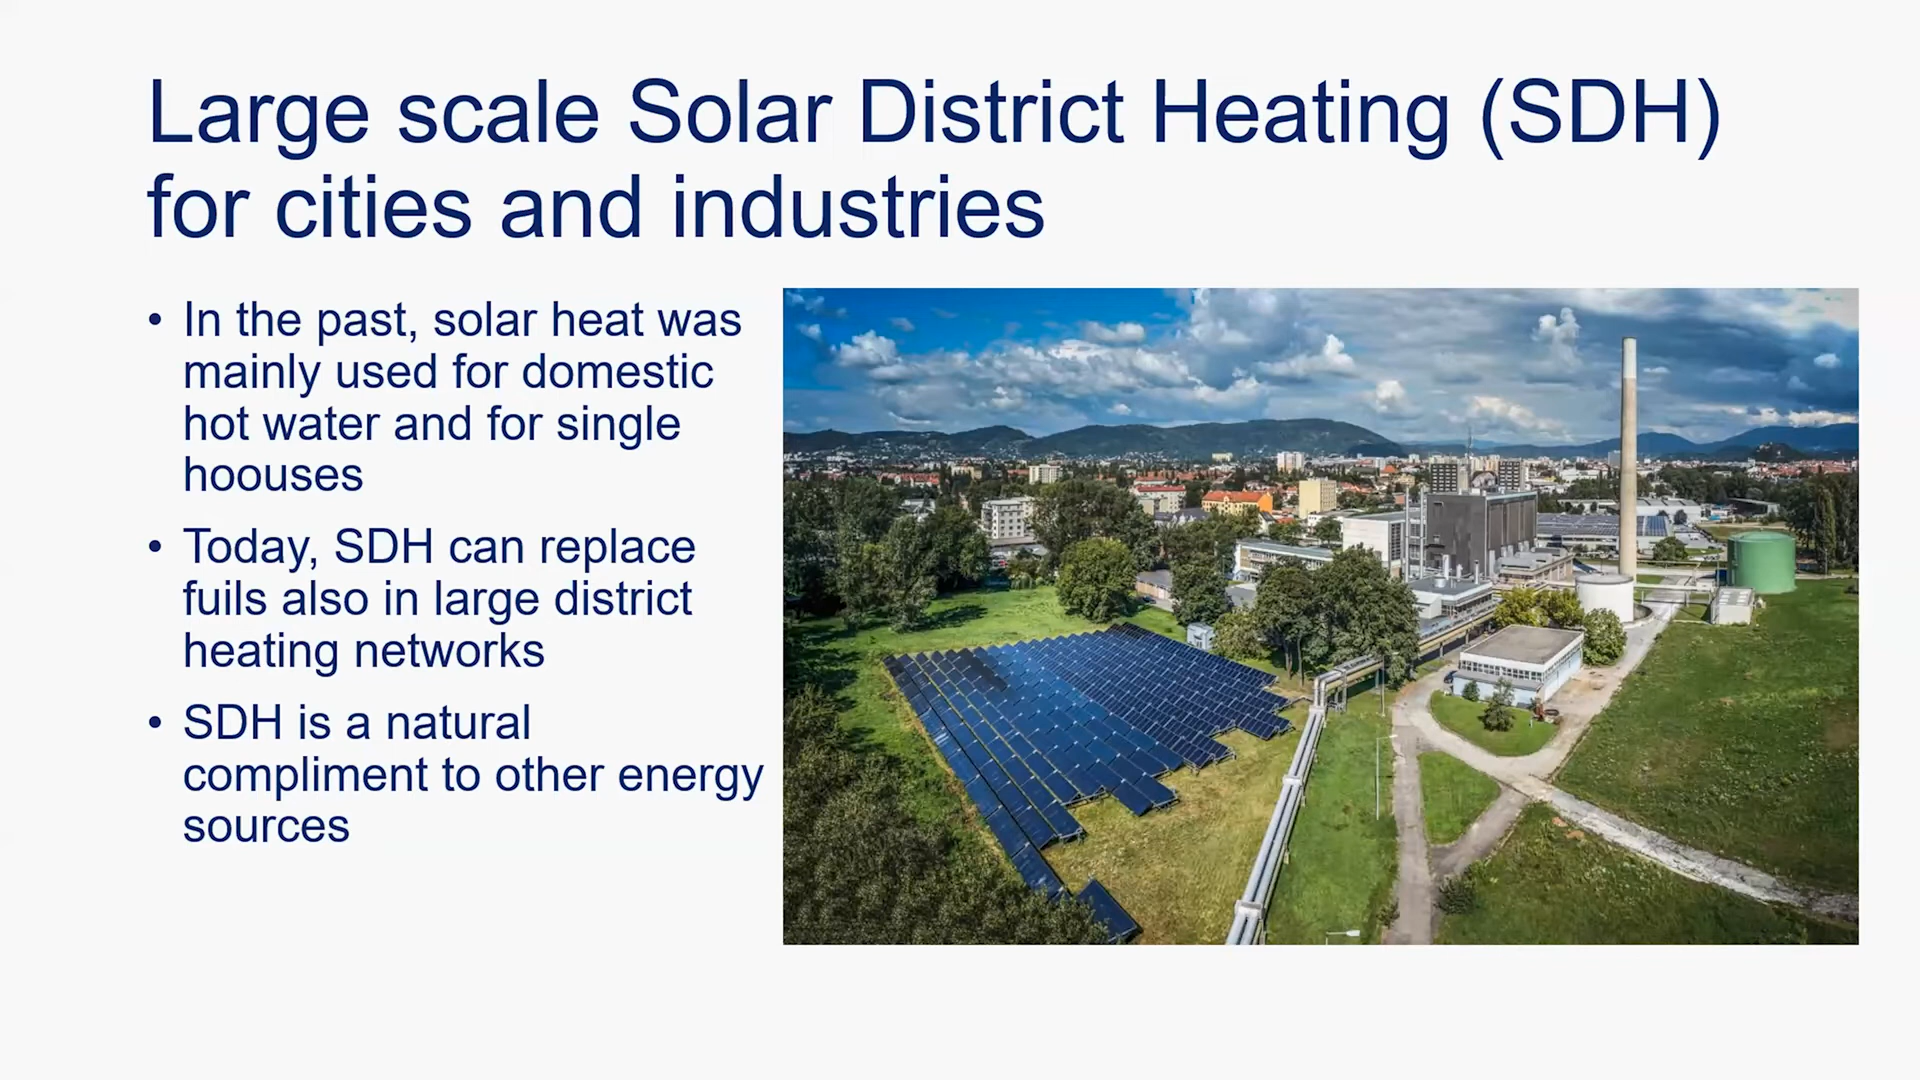 Large scale Solar District Heating (SDH)
for cities and industries
• In the past, solar heat was
mainly used for domestic
hot water and for single
hoouses
• Today, SDH can replace
fuils also in large district
heating networks
• SDH is a natural
compliment to other energy
sources